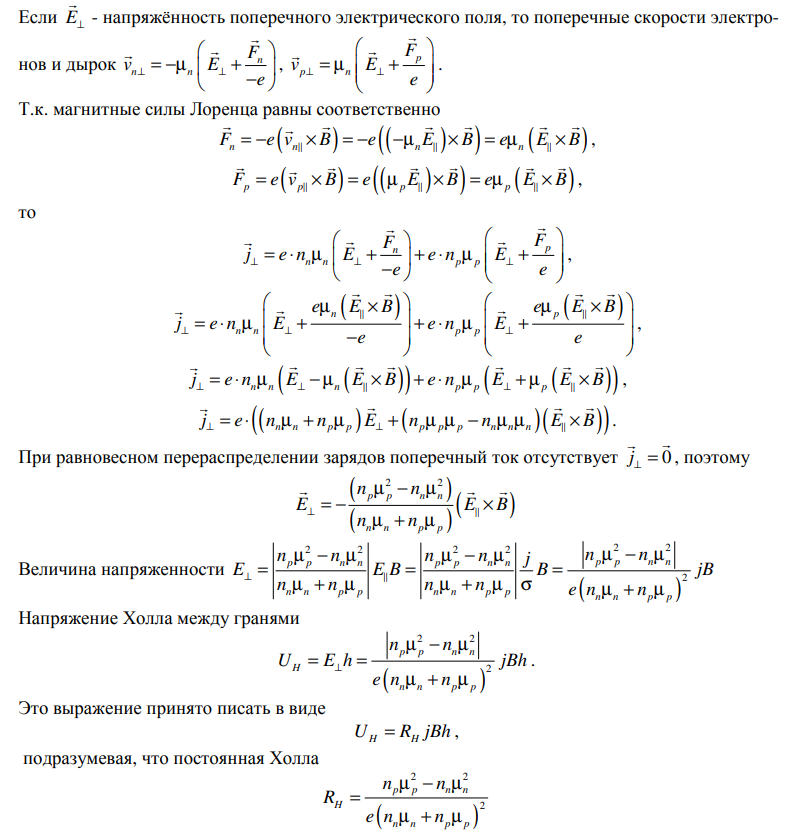 Если $\vec{E}_{\perp}$ - напряжённость поперечного электрического поля, то поперечные скорости электро-
нов и дырок $\vec{v}_{n\perp} = -\mu_n \left( \vec{E}_{\perp} + \frac{\vec{F}_n}{-e} \right)$, $\vec{v}_{p\perp} = \mu_n \left( \vec{E}_{\perp} + \frac{\vec{F}_p}{e} \right)$.
Т.к. магнитные силы Лоренца равны соответственно
$\vec{F}_n = -e\left(\vec{v}_{n||} \times \vec{B}\right) = -e\left(\left(-\mu_n \vec{E}_{||}\right) \times \vec{B}\right) = e\mu_n \left(\vec{E}_{||} \times \vec{B}\right)$,
$\vec{F}_p = e\left(\vec{v}_{p||} \times \vec{B}\right) = e\left(\left(\mu_p \vec{E}_{||}\right) \times \vec{B}\right) = e\mu_p \left(\vec{E}_{||} \times \vec{B}\right)$,
то
$\vec{j}_{\perp} = e \cdot n_n \mu_n \left( \vec{E}_{\perp} + \frac{\vec{F}_n}{-e} \right) + e \cdot n_p \mu_p \left( \vec{E}_{\perp} + \frac{\vec{F}_p}{e} \right)$,
$\vec{j}_{\perp} = e \cdot n_n \mu_n \left( \vec{E}_{\perp} + \frac{e\mu_n \left(\vec{E}_{||} \times \vec{B}\right)}{-e} \right) + e \cdot n_p \mu_p \left( \vec{E}_{\perp} + \frac{e\mu_p \left(\vec{E}_{||} \times \vec{B}\right)}{e} \right)$,
$\vec{j}_{\perp} = e \cdot n_n \mu_n \left( \vec{E}_{\perp} - \mu_n \left(\vec{E}_{||} \times \vec{B}\right) \right) + e \cdot n_p \mu_p \left( \vec{E}_{\perp} + \mu_p \left(\vec{E}_{||} \times \vec{B}\right) \right)$,
$\vec{j}_{\perp} = e \cdot \left( \left( n_n \mu_n + n_p \mu_p \right) \vec{E}_{\perp} + \left( n_p \mu_p \mu_p - n_n \mu_n \mu_n \right) \left( \vec{E}_{||} \times \vec{B} \right) \right)$.
При равновесном перераспределении зарядов поперечный ток отсутствует $\vec{j}_{\perp} = \vec{0}$, поэтому
$\vec{E}_{\perp} = -\frac{\left( n_p \mu_p^2 - n_n \mu_n^2 \right)}{\left( n_n \mu_n + n_p \mu_p \right)} \left( \vec{E}_{||} \times \vec{B} \right)$
Величина напряженности $E_{\perp} = \left| \frac{n_p \mu_p^2 - n_n \mu_n^2}{n_n \mu_n + n_p \mu_p} \right| E_{||} B = \left| \frac{n_p \mu_p^2 - n_n \mu_n^2}{n_n \mu_n + n_p \mu_p} \right| \frac{j}{\sigma} B = \frac{\left| n_p \mu_p^2 - n_n \mu_n^2 \right|}{e \left( n_n \mu_n + n_p \mu_p \right)^2} jB$
Напряжение Холла между гранями
$U_H = E_{\perp} h = \frac{\left| n_p \mu_p^2 - n_n \mu_n^2 \right|}{e \left( n_n \mu_n + n_p \mu_p \right)^2} jBh$.
Это выражение принято писать в виде
$U_H = R_H jBh$,
подразумевая, что постоянная Холла
$R_H = \frac{n_p \mu_p^2 - n_n \mu_n^2}{e \left( n_n \mu_n + n_p \mu_p \right)^2}$